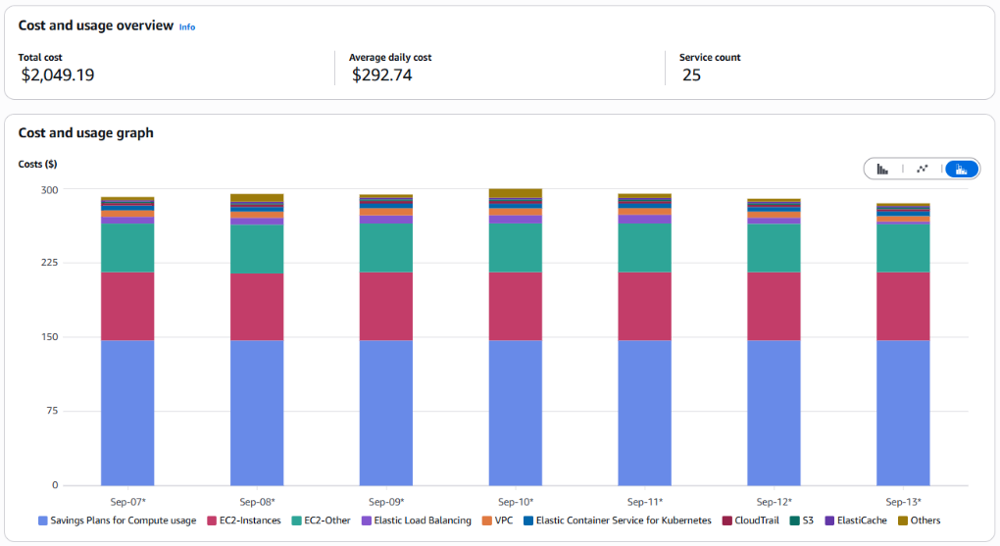 Cost and usage overview Info
Total cost
$2,049.19
Average daily cost
$292.74
Service count
25
Cost and usage graph
Costs ($)
300
225
150
75
0
Sep-07* Sep-08* Sep-09* Sep-10* Sep-11* Sep-12* Sep-13*
Savings Plans for Compute usage EC2-Instances EC2-Other Elastic Load Balancing VPC Elastic Container Service for Kubernetes CloudTrail S3 ElastiCache Others